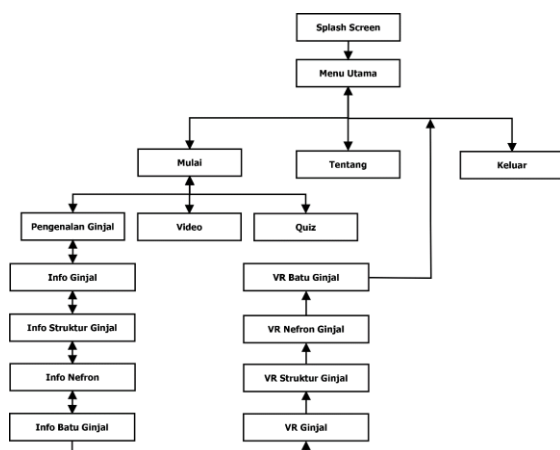 Splash Screen
Menu Utama
Mulai
Tentang
Keluar
Pengenalan Ginjal
Video
Quiz
Info Ginjal
VR Batu Ginjal
Info Struktur Ginjal
VR Nefron Ginjal
Info Nefron
VR Struktur Ginjal
Info Batu Ginjal
VR Ginjal